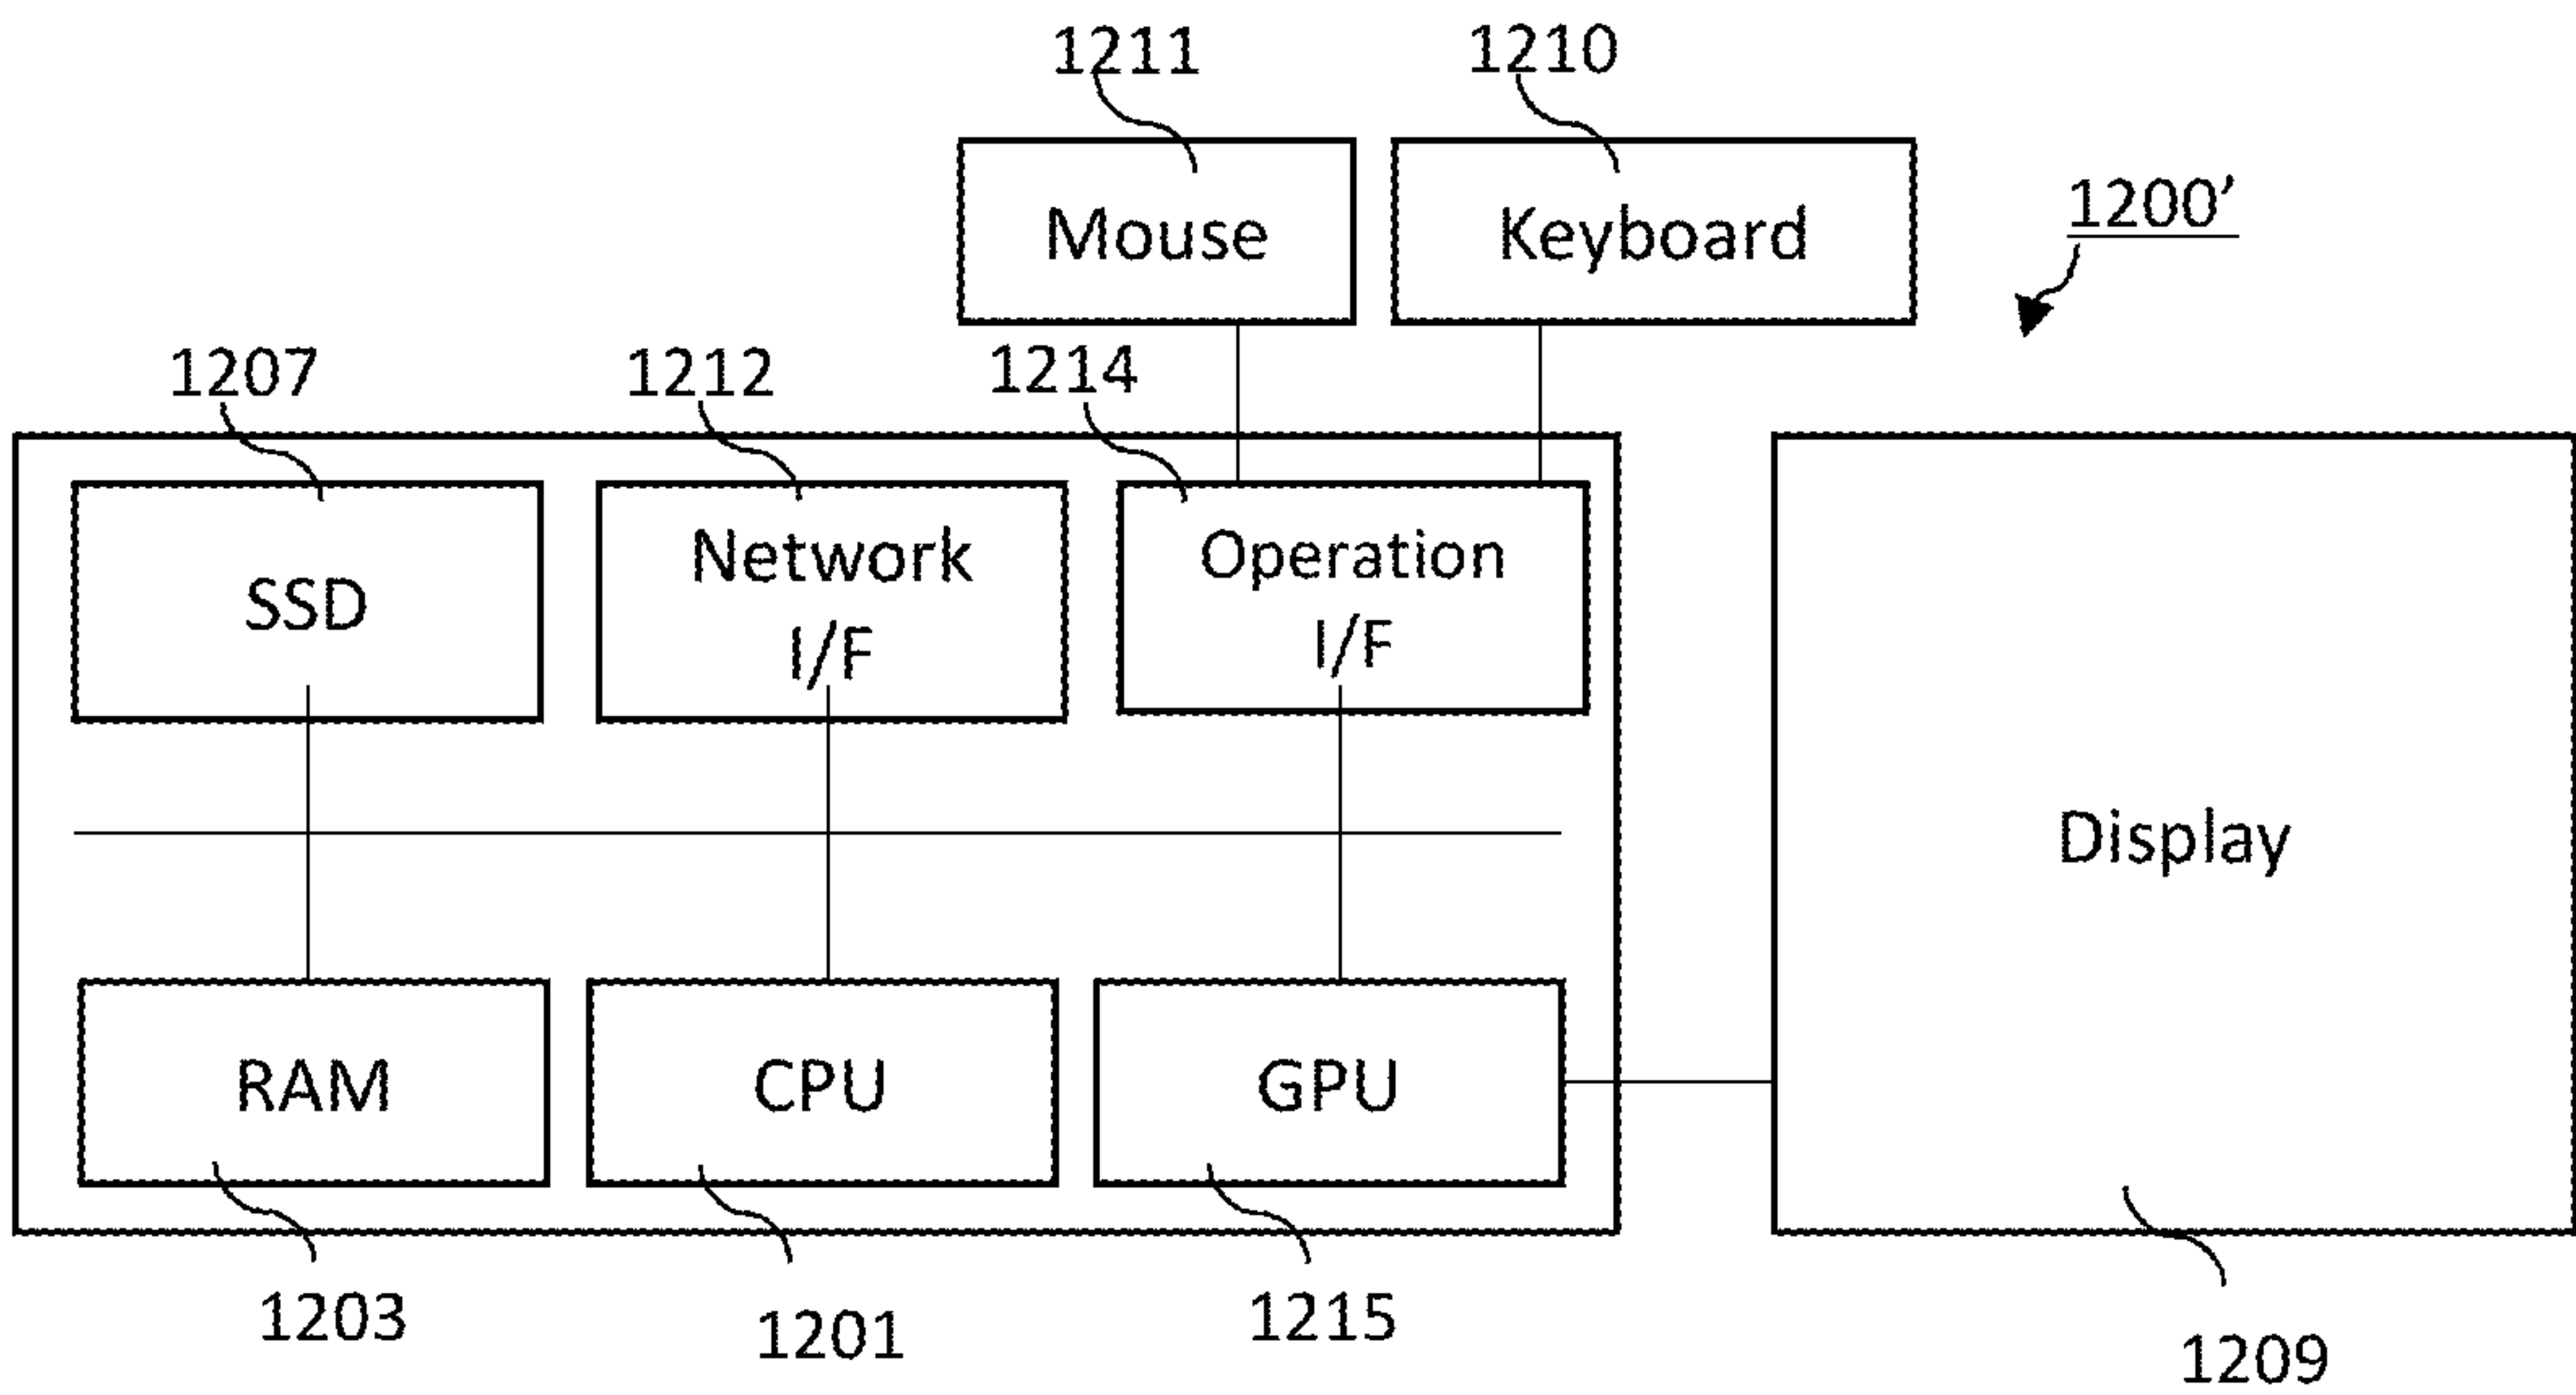 1211
1210
Mouse
Keyboard
1200’
1207
1212
1214
SSD
Network
I/F
Operation
I/F
Display
RAM
CPU
GPU
1203
1201
1215
1209